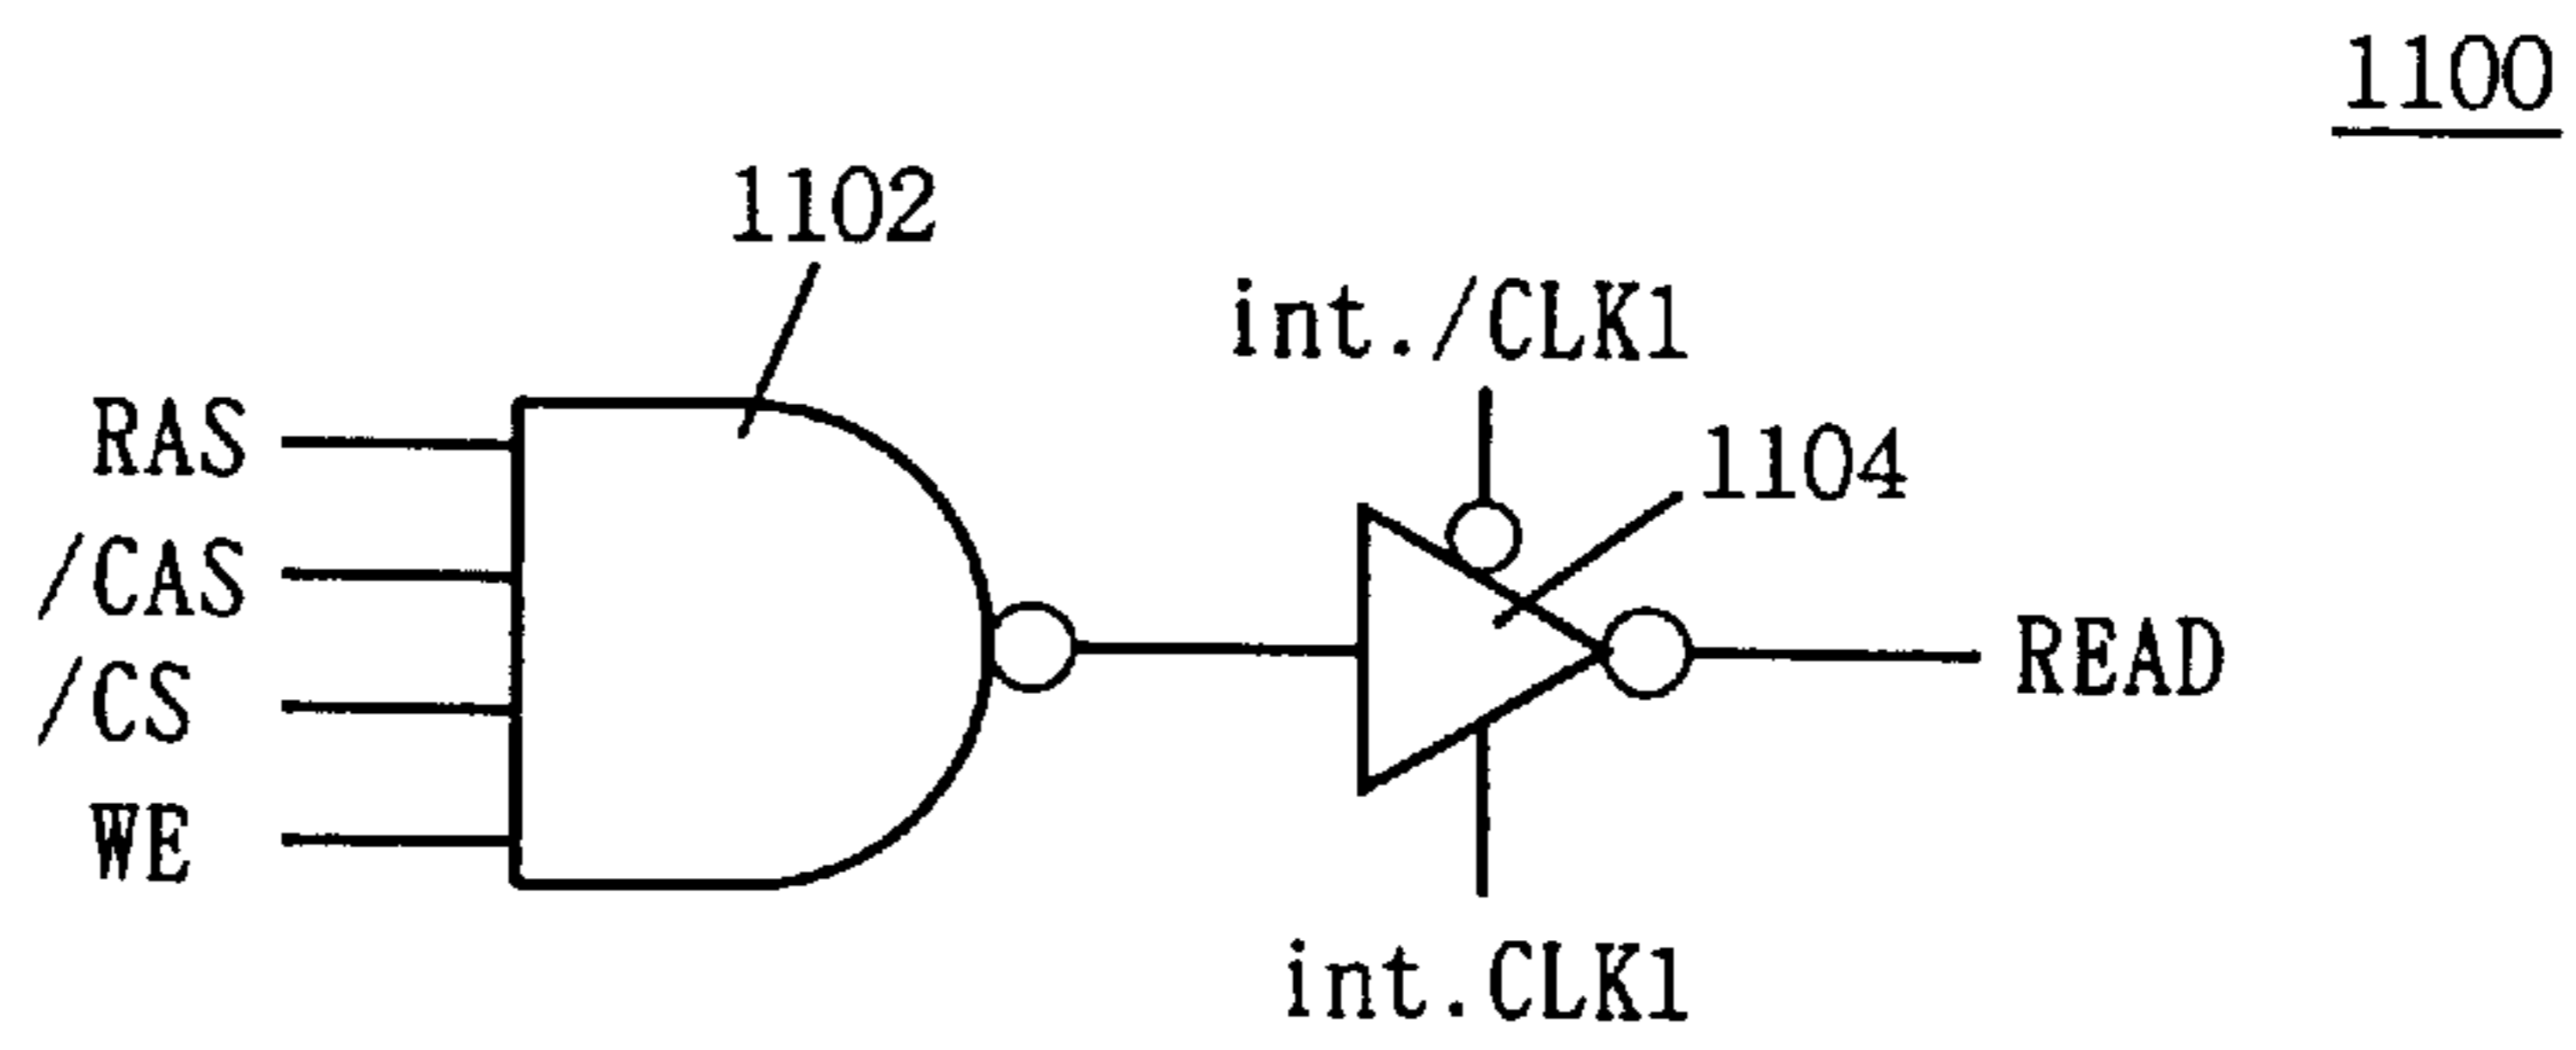 1100
1102
int./CLK1
RAS
1104
/CAS
READ
/CS
WE
int.CLK1